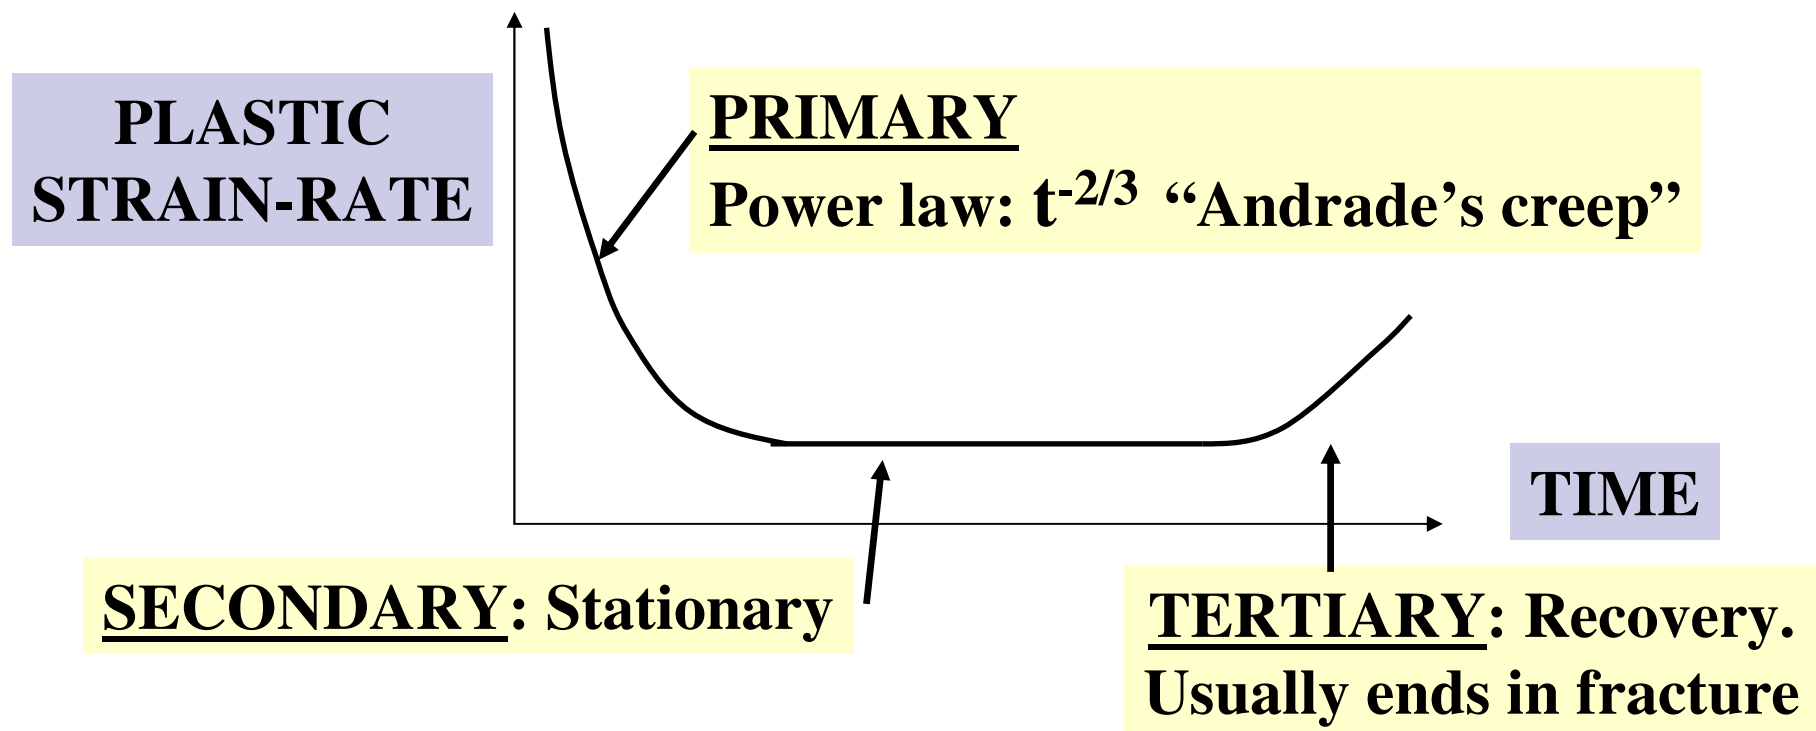 PLASTIC
STRAIN-RATE
PRIMARY
Power law: t-2/3 “Andrade’s creep”
TIME
SECONDARY: Stationary
TERTIARY: Recovery.
Usually ends in fracture